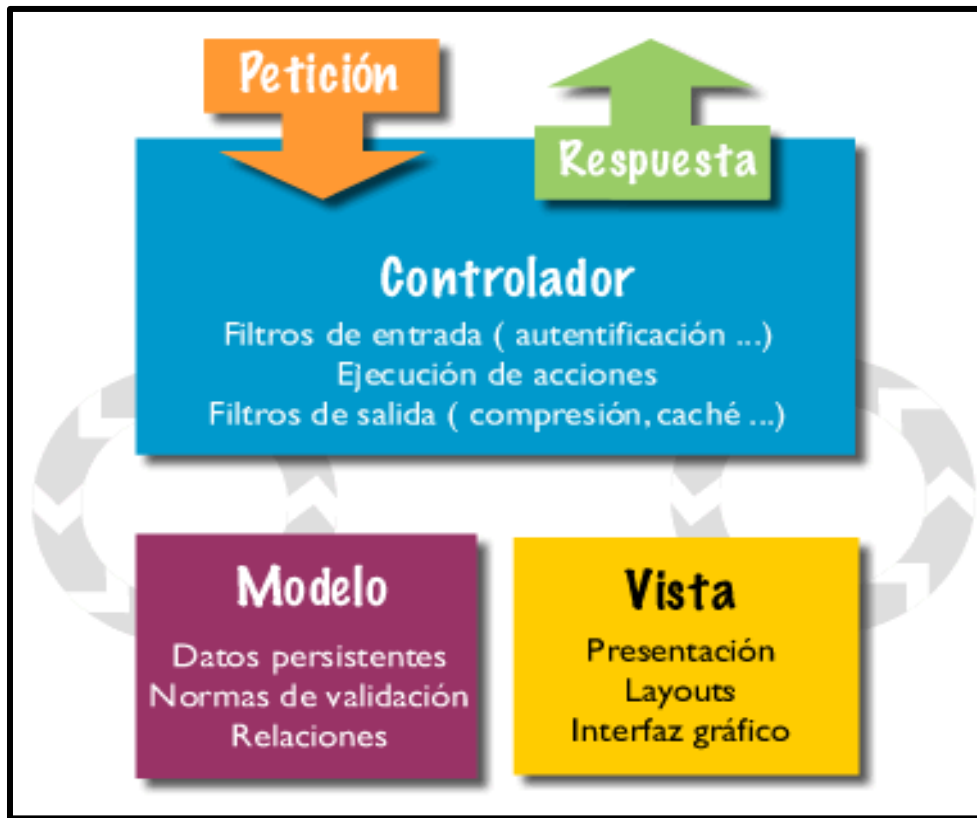 Petición
Respuesta
Controlador
Filtros de entrada ( autentificación ...)
Ejecución de acciones
Filtros de salida ( compresión, caché ...)
Modelo
Datos persistentes
Normas de validación
Relaciones
Vista
Presentación
Layouts
Interfaz gráfico